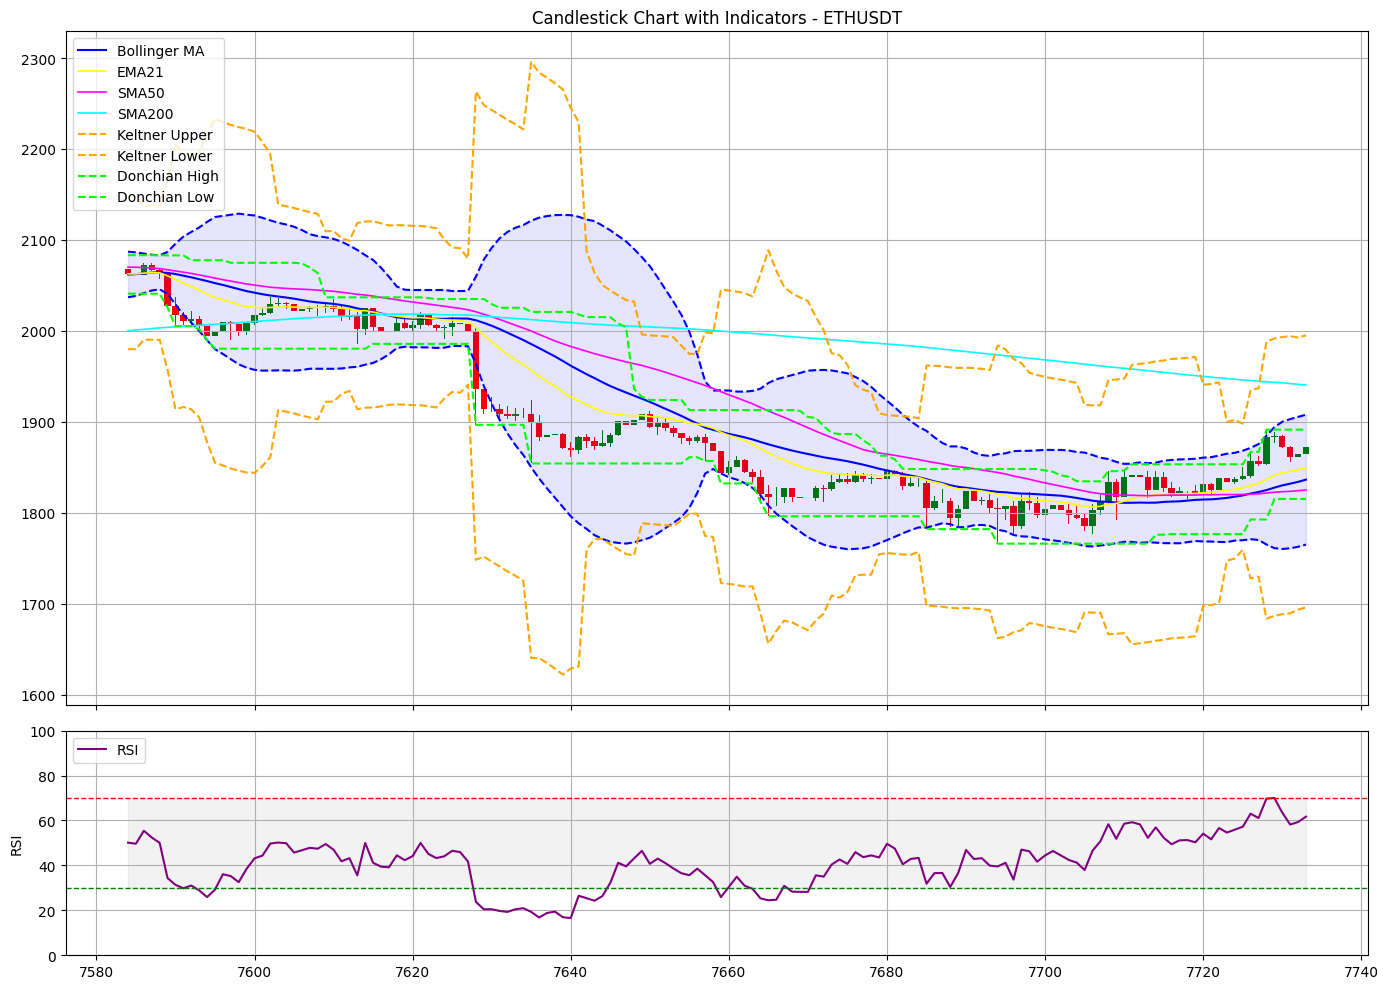 Candlestick Chart with Indicators - ETHUSDT
Bollinger MA
EMA21
SMA50
SMA200
Keltner Upper
Keltner Lower
Donchian High
Donchian Low
2300
2200
2100
2000
1900
1800
1700
1600
RSI
100
80
60
40
20
0
RSI
7580
7600
7620
7640
7660
7680
7700
7720
7740